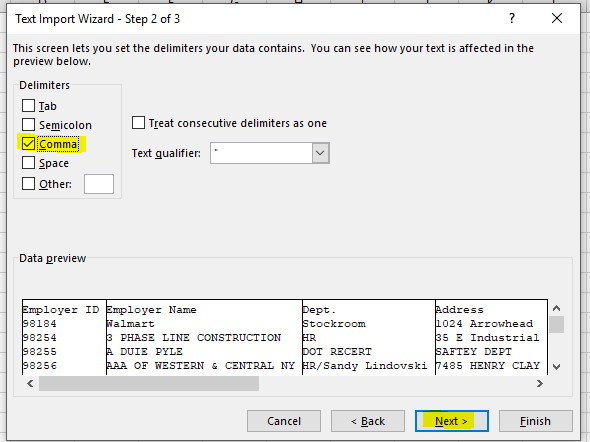 Text Import Wizard - Step 2 of 3
This screen lets you set the delimiters your data contains. You can see how your text is affected in the
preview below.
Delimiters
Tab
Semicolon
Comma
Space
Other:
Treat consecutive delimiters as one
Text qualifier: "
Data preview
Employer ID Employer Name Dept. Address
98184 Walmart Stockroom 1024 Arrowhead
98254 3 PHASE LINE CONSTRUCTION HR 35 E Industrial
98255 A DUIE PYLE DOT RECERT SAFTEY DEPT
98256 AAA OF WESTERN & CENTRAL NY HR/Sandy Lindovski 7485 HENRY CLAY
Cancel < Back Next > Finish